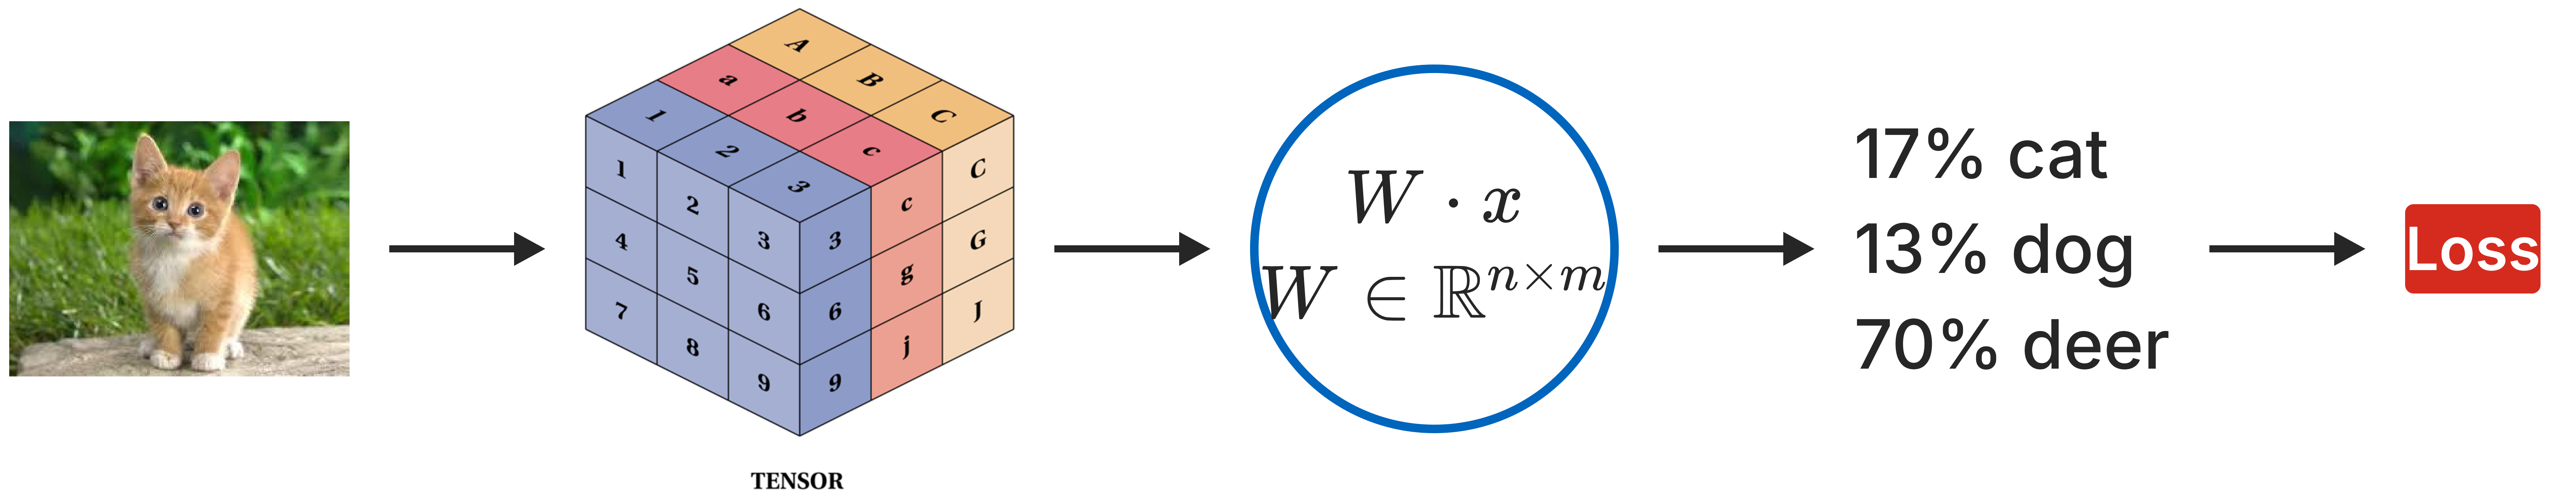 A
a B
1 b C
2 c
3
1 2 3
4 5 6
7 8 9
3 c C
6 g G
9 j J
TENSOR
W · x
W ∈ ℝ^{n×m}
17% cat
13% dog
70% deer
Loss